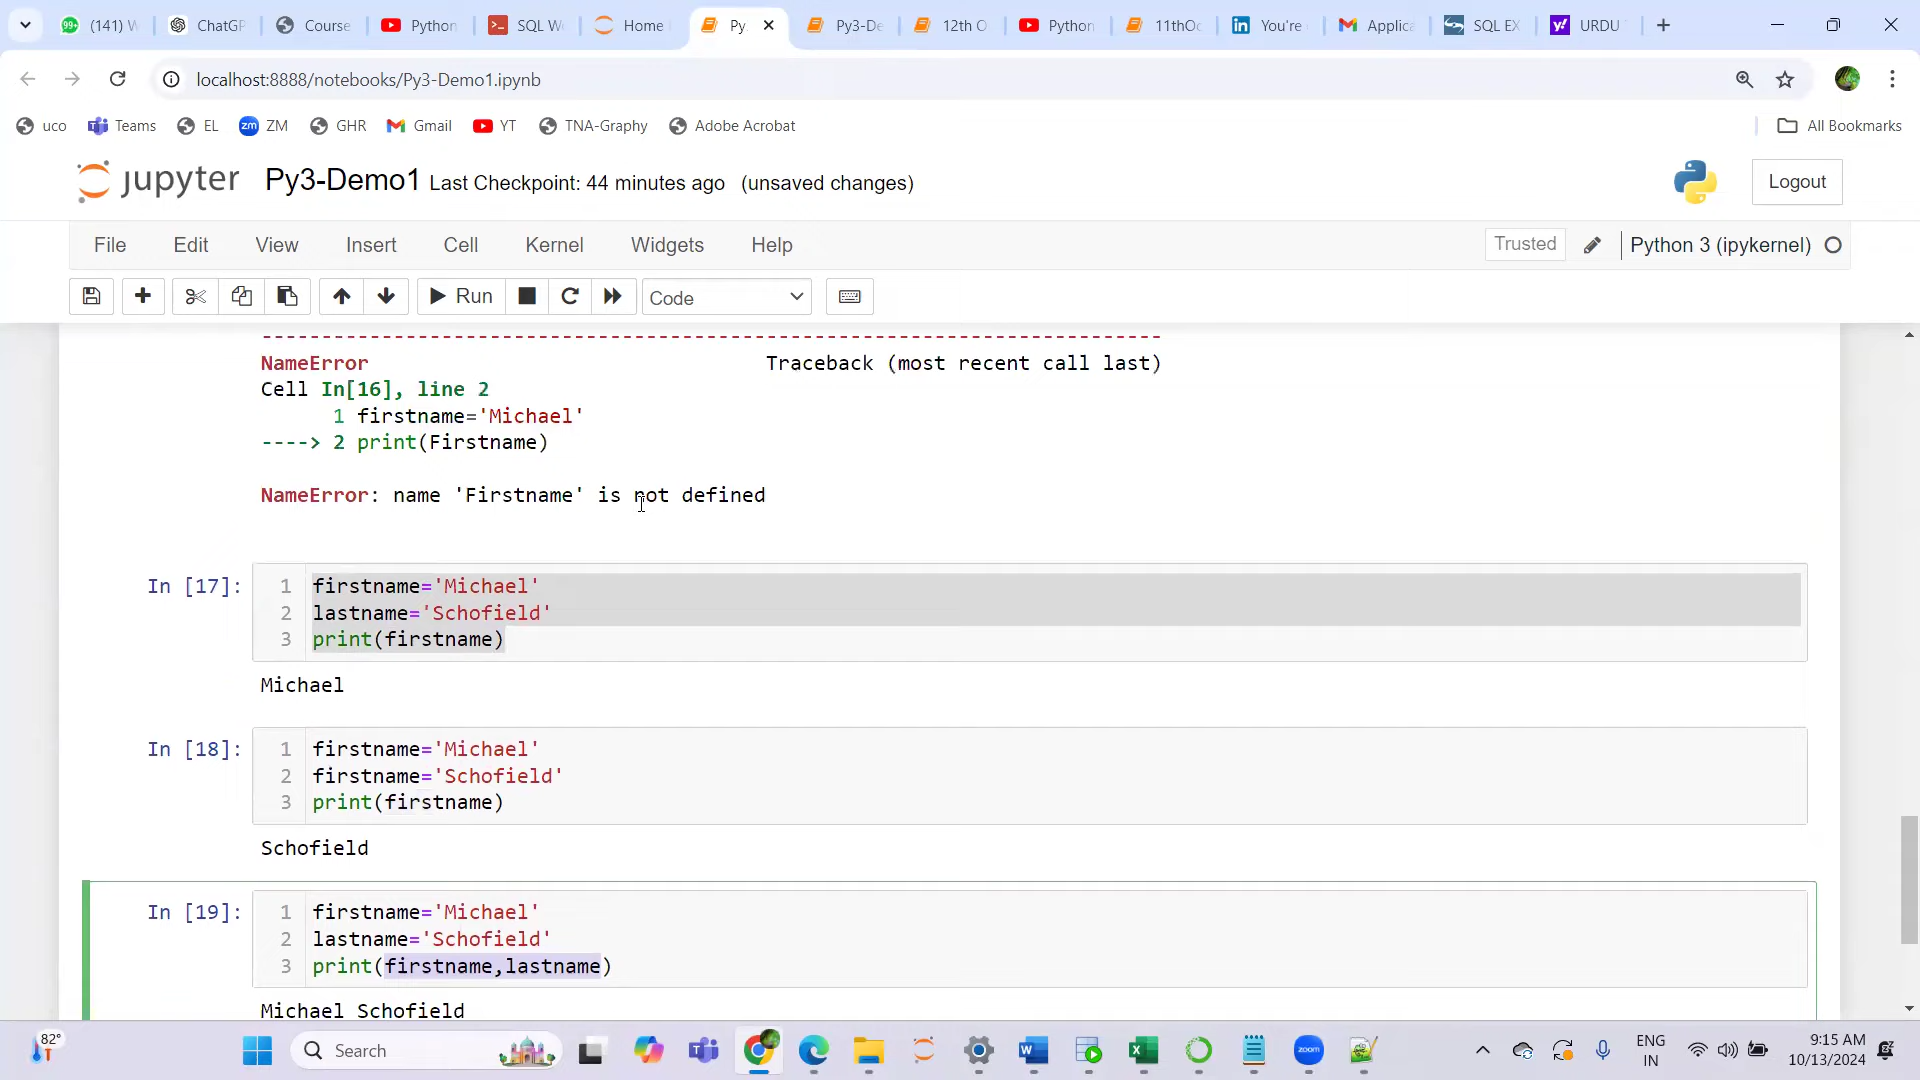 (141) W
ChatGP
Course
Python
SQL We
Home
Py
Py3-De
12th O
Python
11thOc
You're
Applica
SQL EX
URDU T
localhost:8888/notebooks/Py3-Demo1.ipynb
uco
Teams
EL
ZM
GHR
Gmail
YT
TNA-Graphy
Adobe Acrobat
All Bookmarks
jupyter Py3-Demo1 Last Checkpoint: 44 minutes ago (unsaved changes)
Logout
File Edit View Insert Cell Kernel Widgets Help
Trusted
Python 3 (ipykernel)
Run
Code
---------------------------------------------------------------------------
NameError Traceback (most recent call last)
Cell In[16], line 2
1 firstname='Michael'
----> 2 print(Firstname)
NameError: name 'Firstname' is not defined
In [17]:
1 firstname='Michael'
2 lastname='Schofield'
3 print(firstname)
Michael
In [18]:
1 firstname='Michael'
2 firstname='Schofield'
3 print(firstname)
Schofield
In [19]:
1 firstname='Michael'
2 lastname='Schofield'
3 print(firstname,lastname)
Michael Schofield
82°
Search
ENG
IN
9:15 AM
10/13/2024